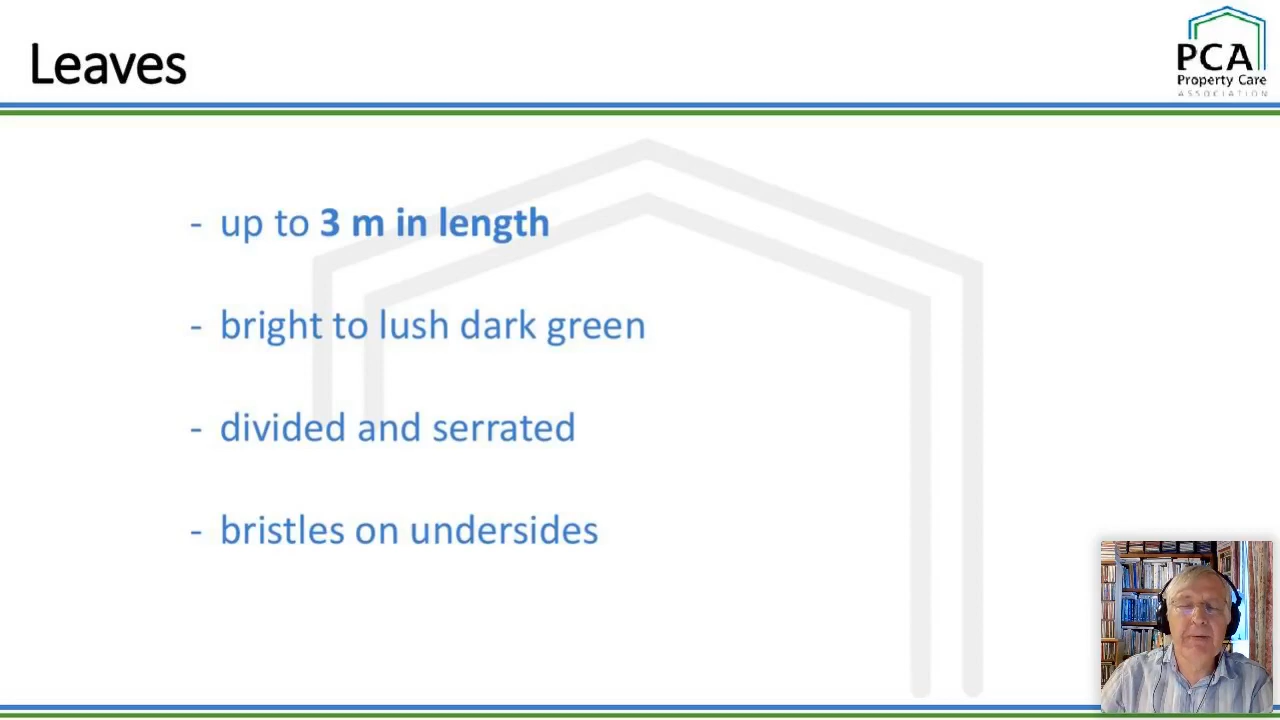 Leaves
PCA
Property Care
ASSOCIATION
- up to 3 m in length
- bright to lush dark green
- divided and serrated
- bristles on undersides